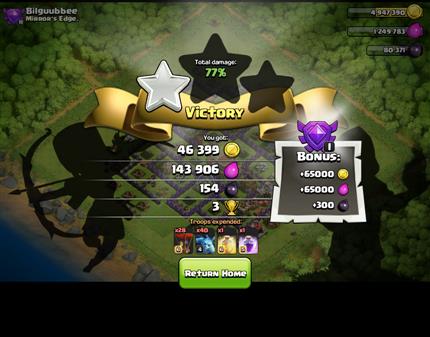 Bilguubbee
Mirror's Edge.
4 947 390
1 249 783
80 371
Total damage:
77%
Victory
You got:
46 399
143 906
154
3
I
Bonus:
+65000
+65000
+300
Troops expended:
x28 x40 x1 x1
Return Home